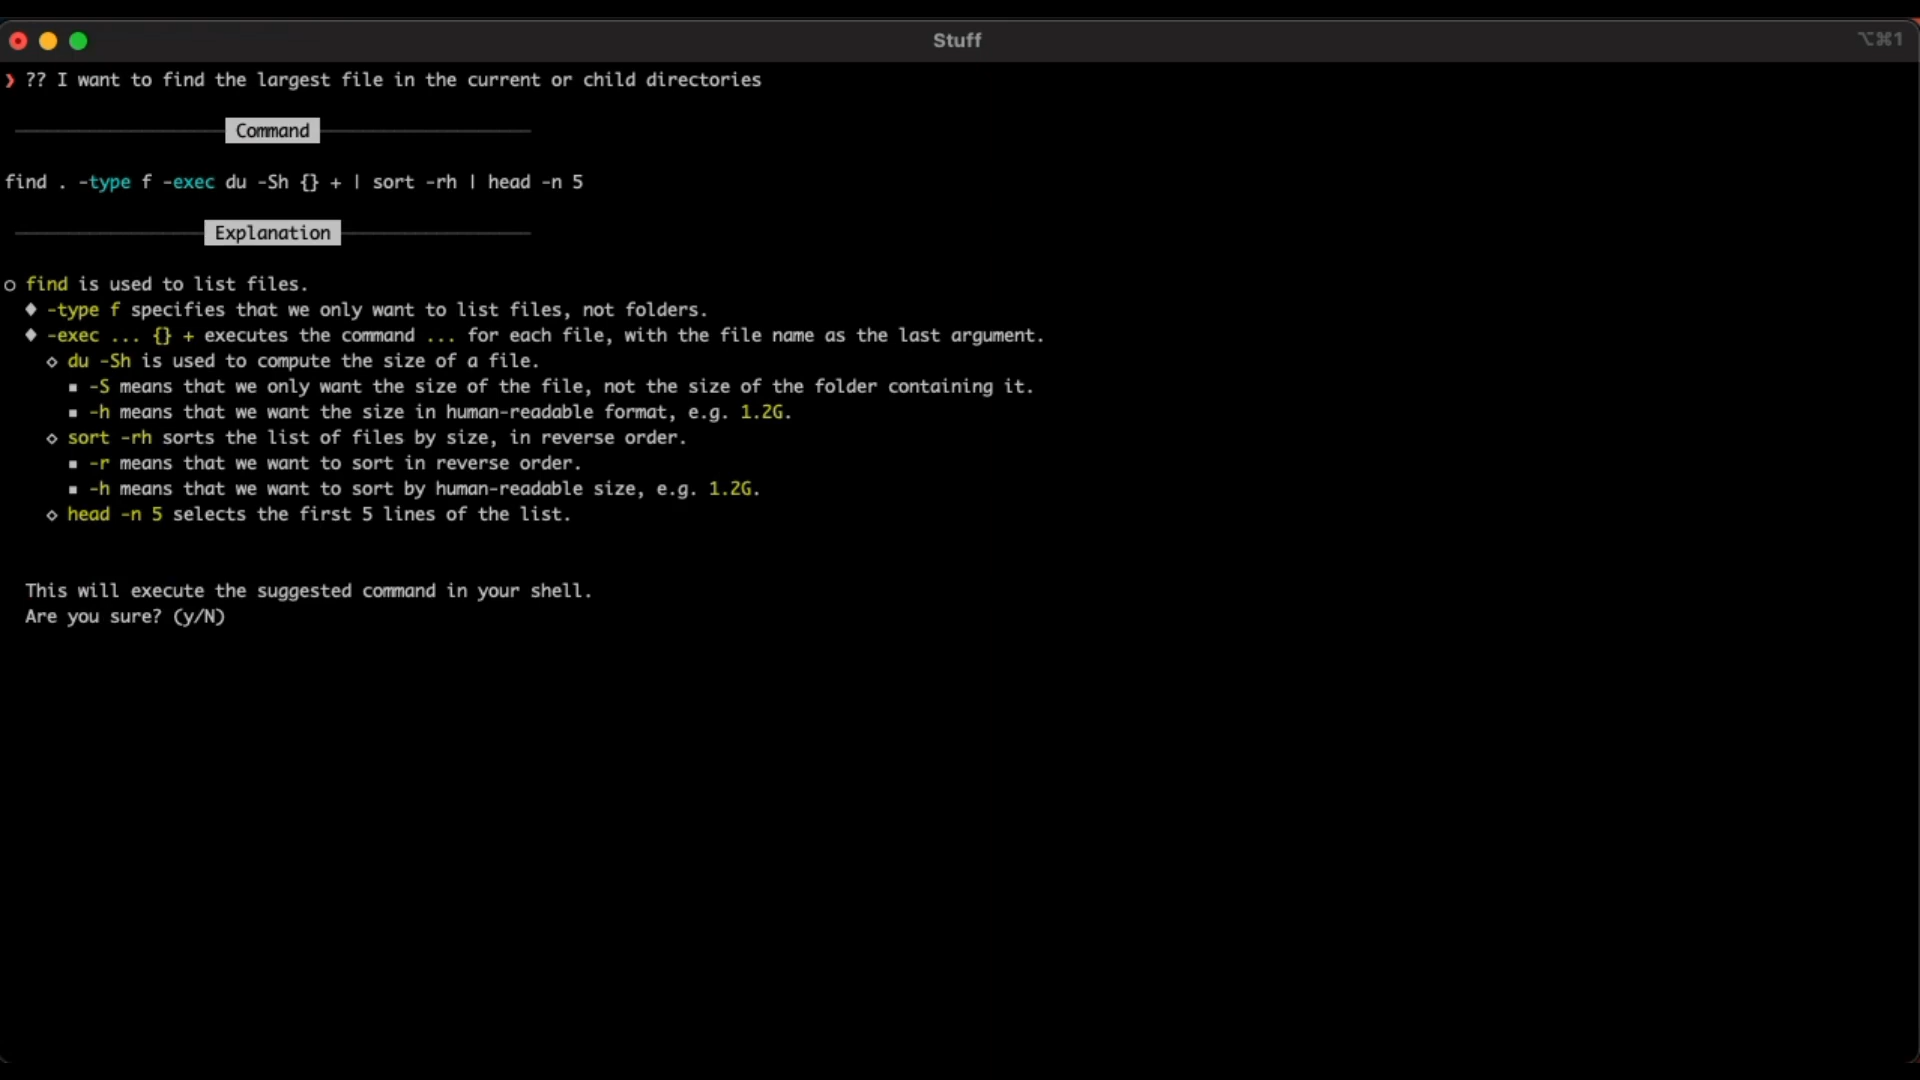 Stuff
⌥⌘1
❯ ?? I want to find the largest file in the current or child directories
Command
find . -type f -exec du -Sh {} + | sort -rh | head -n 5
Explanation
○ find is used to list files.
♦ -type f specifies that we only want to list files, not folders.
♦ -exec ... {} + executes the command ... for each file, with the file name as the last argument.
◇ du -Sh is used to compute the size of a file.
▪ -S means that we only want the size of the file, not the size of the folder containing it.
▪ -h means that we want the size in human-readable format, e.g. 1.2G.
◇ sort -rh sorts the list of files by size, in reverse order.
▪ -r means that we want to sort in reverse order.
▪ -h means that we want to sort by human-readable size, e.g. 1.2G.
◇ head -n 5 selects the first 5 lines of the list.
This will execute the suggested command in your shell.
Are you sure? (y/N)